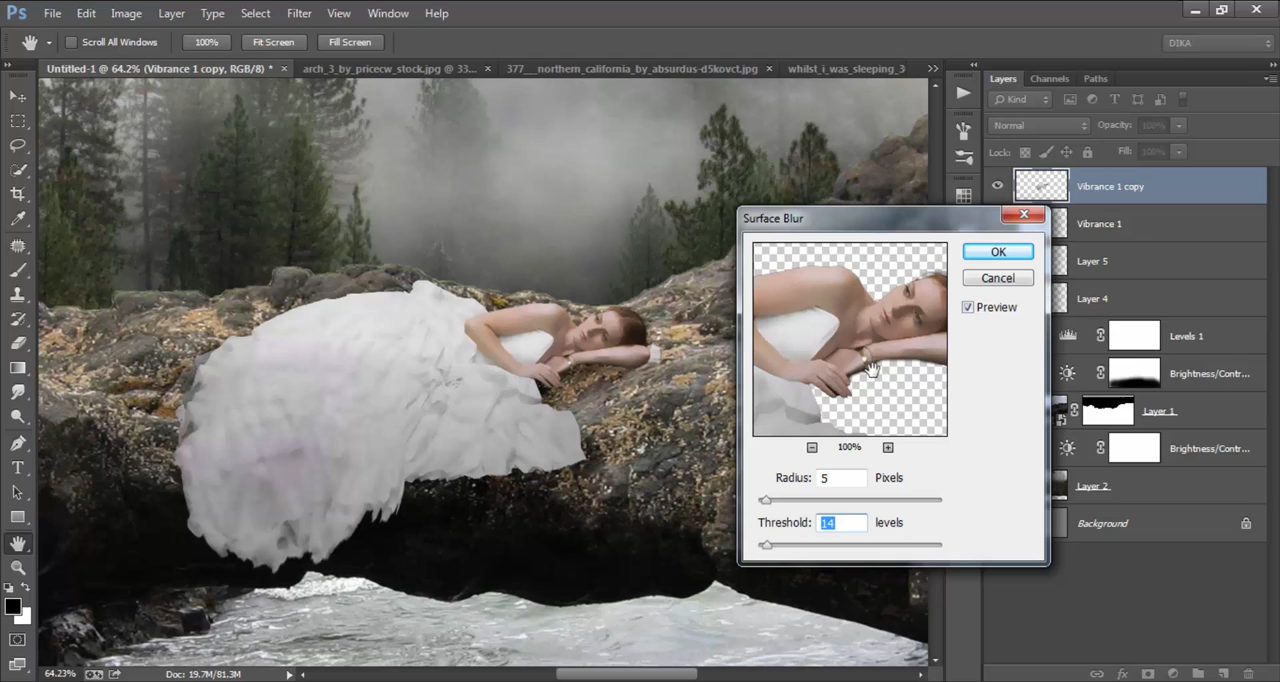 Ps File Edit Image Layer Type Select Filter View Window Help
Scroll All Windows 100% Fit Screen Fill Screen DIKA
Untitled-1 @ 64.2% (Vibrance 1 copy, RGB/8) * × arch_3_by_pricecw_stock.jpg @ 33... × 377__northern_california_by_absurdus-d5kovct.jpg × whilst_i_was_sleeping_3
Layers Channels Paths
Kind
Normal Opacity: 100%
Lock: Fill: 100%
Vibrance 1 copy
Vibrance 1
Layer 5
Layer 4
Levels 1
Brightness/Contr...
Layer 1
Brightness/Contr...
Layer 2
Background
Surface Blur
OK
Cancel
Preview
100%
Radius: 5 Pixels
Threshold: 14 levels
64.23% Doc: 19.7M/81.3M